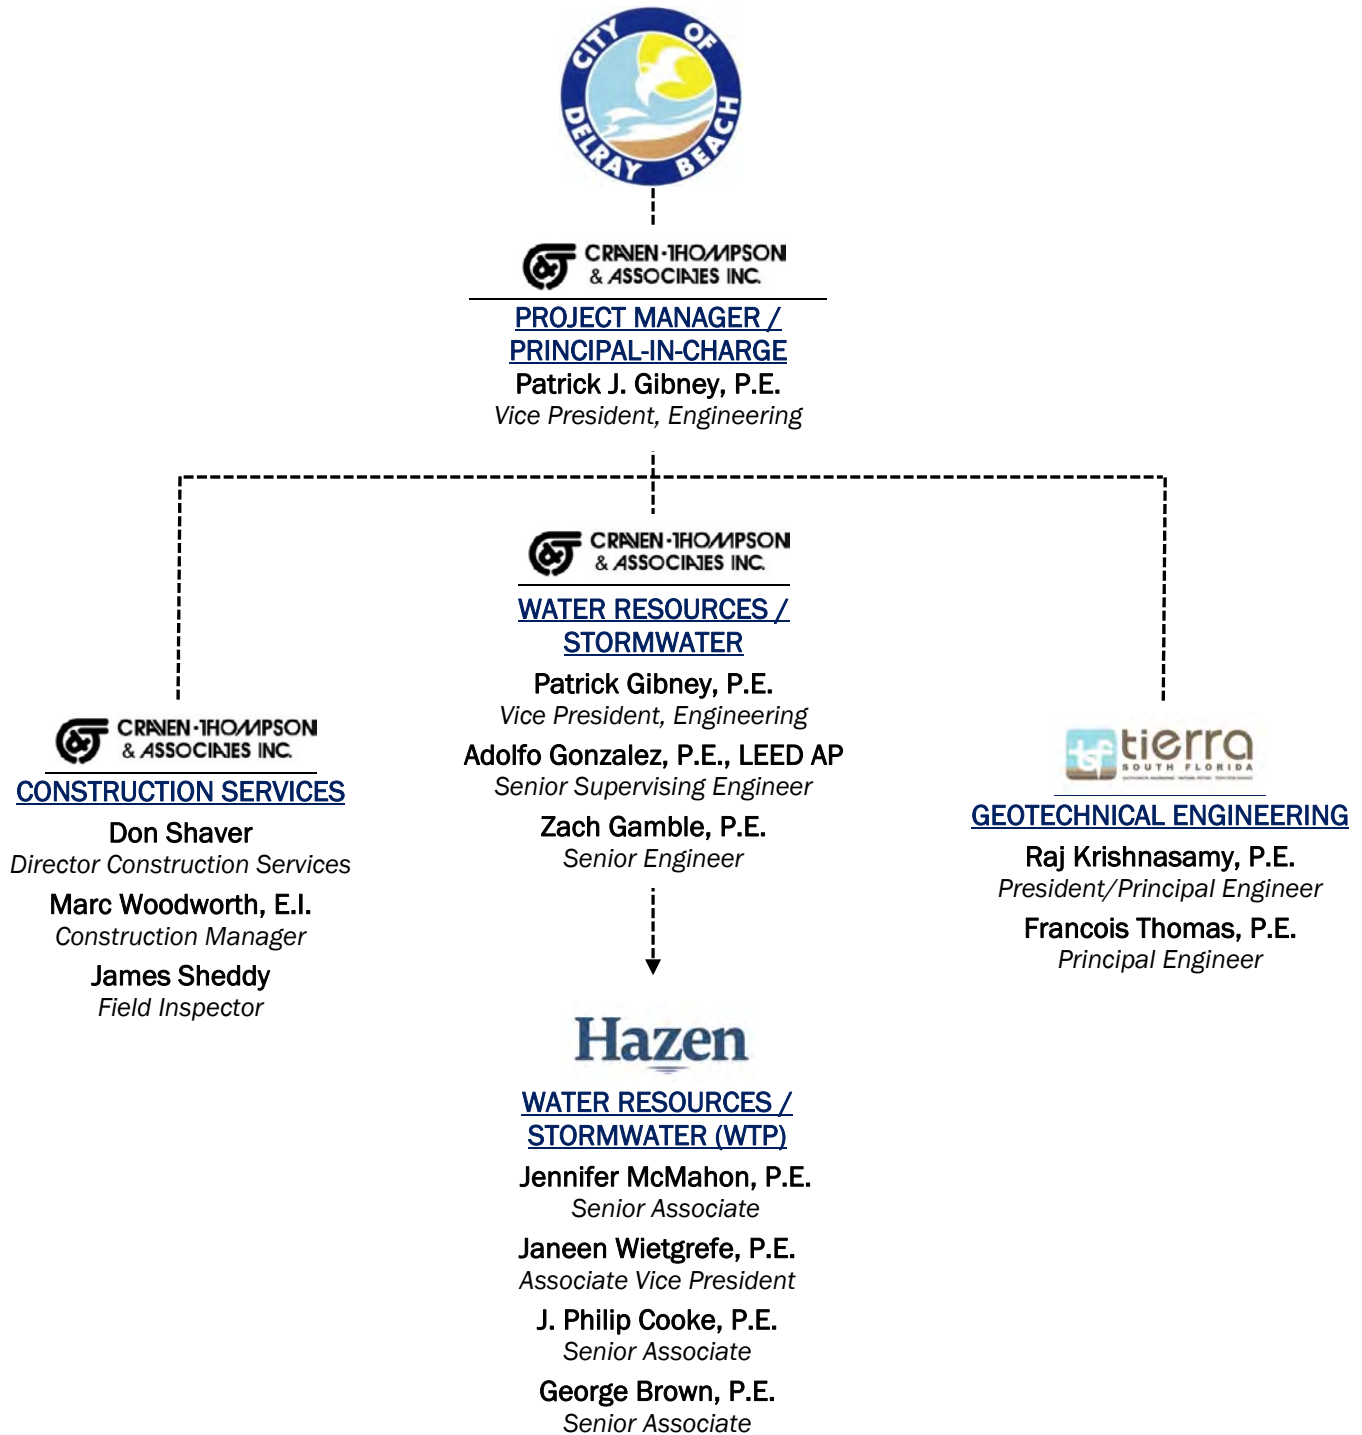 CITY OF
DELRAY BEACH
CRAVEN·THOMPSON
& ASSOCIATES INC.
PROJECT MANAGER /
PRINCIPAL-IN-CHARGE
Patrick J. Gibney, P.E.
Vice President, Engineering
CRAVEN·THOMPSON
& ASSOCIATES INC.
WATER RESOURCES /
STORMWATER
Patrick Gibney, P.E.
Vice President, Engineering
Adolfo Gonzalez, P.E., LEED AP
Senior Supervising Engineer
Zach Gamble, P.E.
Senior Engineer
CRAVEN·THOMPSON
& ASSOCIATES INC.
CONSTRUCTION SERVICES
Don Shaver
Director Construction Services
Marc Woodworth, E.I.
Construction Manager
James Sheddy
Field Inspector
tsf tierra
SOUTH FLORIDA
GEOTECHNICAL ENGINEERING
Raj Krishnasamy, P.E.
President/Principal Engineer
Francois Thomas, P.E.
Principal Engineer
Hazen
WATER RESOURCES /
STORMWATER (WTP)
Jennifer McMahon, P.E.
Senior Associate
Janeen Wietgrefe, P.E.
Associate Vice President
J. Philip Cooke, P.E.
Senior Associate
George Brown, P.E.
Senior Associate